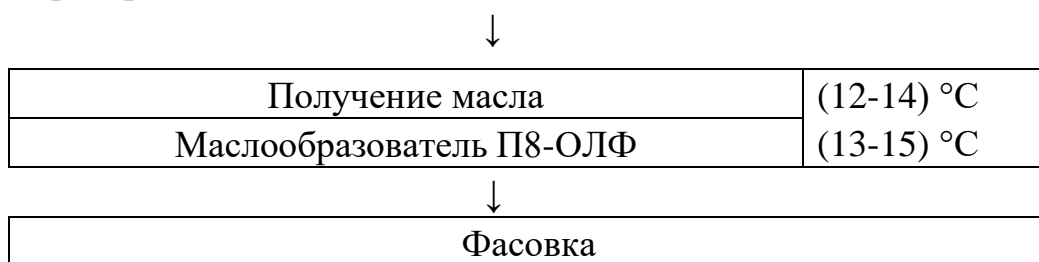 ↓
Получение масла (12-14) °C
Маслообразователь П8-ОЛФ (13-15) °C
↓
Фасовка